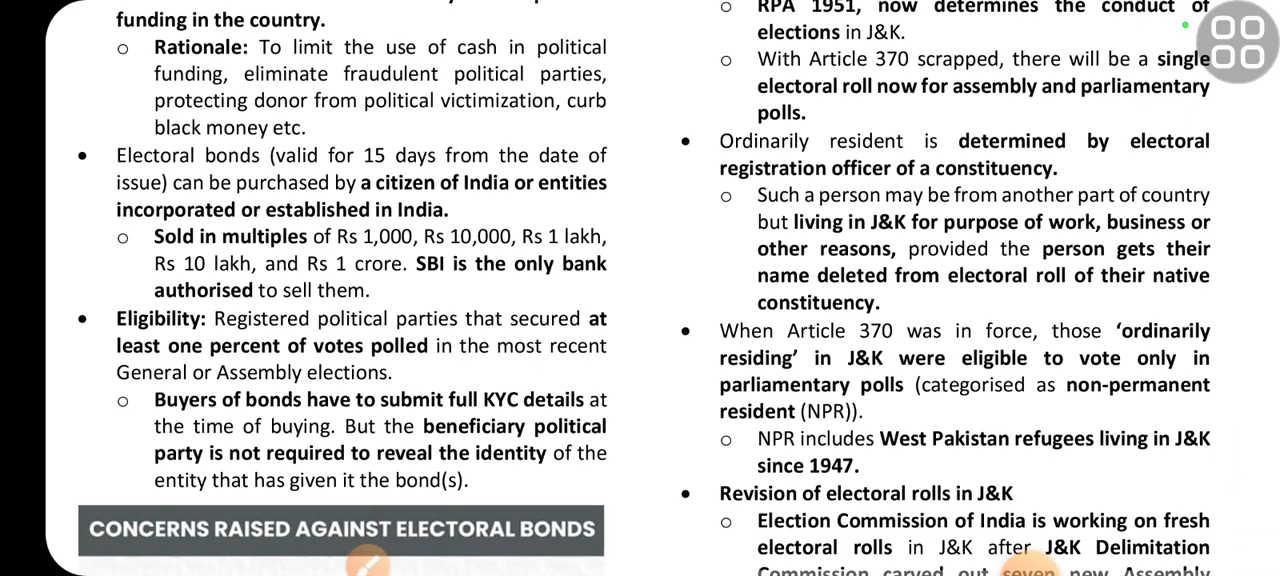 funding in the country.
o Rationale: To limit the use of cash in political
funding, eliminate fraudulent political parties,
protecting donor from political victimization, curb
black money etc.
• Electoral bonds (valid for 15 days from the date of
issue) can be purchased by a citizen of India or entities
incorporated or established in India.
o Sold in multiples of Rs 1,000, Rs 10,000, Rs 1 lakh,
Rs 10 lakh, and Rs 1 crore. SBI is the only bank
authorised to sell them.
• Eligibility: Registered political parties that secured at
least one percent of votes polled in the most recent
General or Assembly elections.
o Buyers of bonds have to submit full KYC details at
the time of buying. But the beneficiary political
party is not required to reveal the identity of the
entity that has given it the bond(s).
CONCERNS RAISED AGAINST ELECTORAL BONDS
o RPA 1951, now determines the conduct of
elections in J&K.
o With Article 370 scrapped, there will be a single
electoral roll now for assembly and parliamentary
polls.
• Ordinarily resident is determined by electoral
registration officer of a constituency.
o Such a person may be from another part of country
but living in J&K for purpose of work, business or
other reasons, provided the person gets their
name deleted from electoral roll of their native
constituency.
• When Article 370 was in force, those ‘ordinarily
residing’ in J&K were eligible to vote only in
parliamentary polls (categorised as non-permanent
resident (NPR)).
o NPR includes West Pakistan refugees living in J&K
since 1947.
• Revision of electoral rolls in J&K
o Election Commission of India is working on fresh
electoral rolls in J&K after J&K Delimitation
Commission carved out seven new Assembly